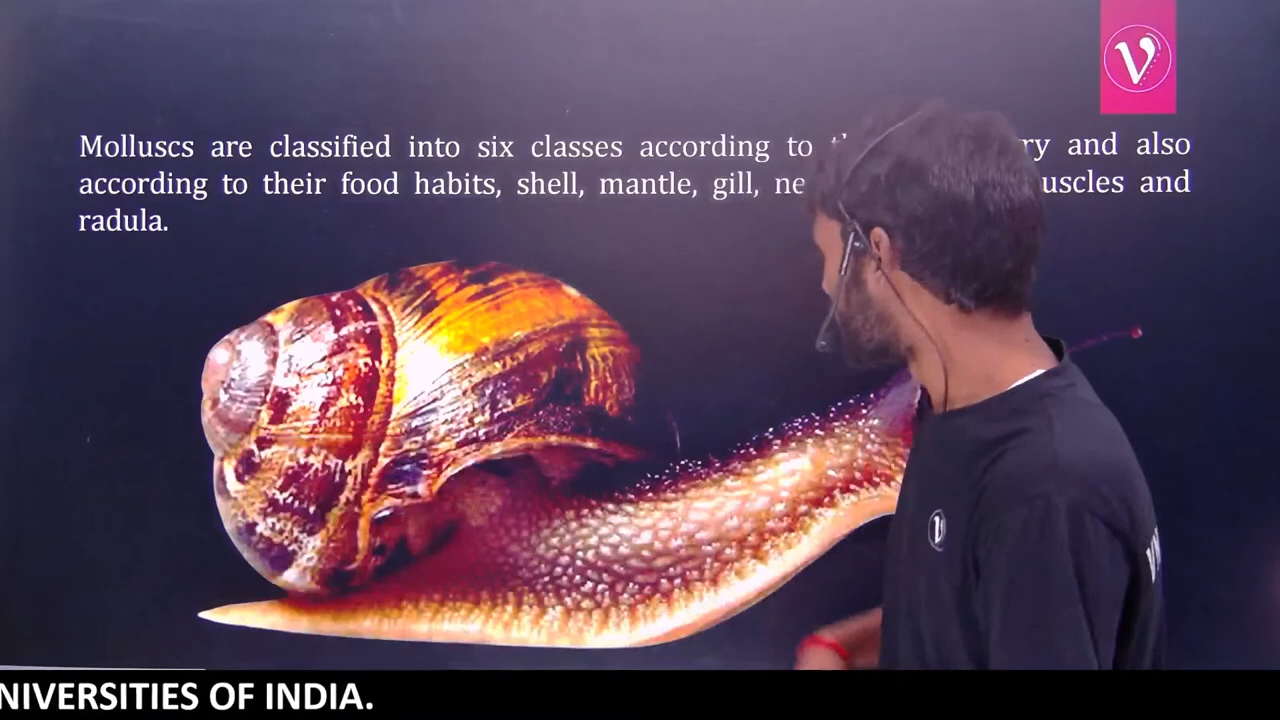 Molluscs are classified into six classes according to ry and also
according to their food habits, shell, mantle, gill, ne uscles and
radula.
NIVERSITIES OF INDIA.